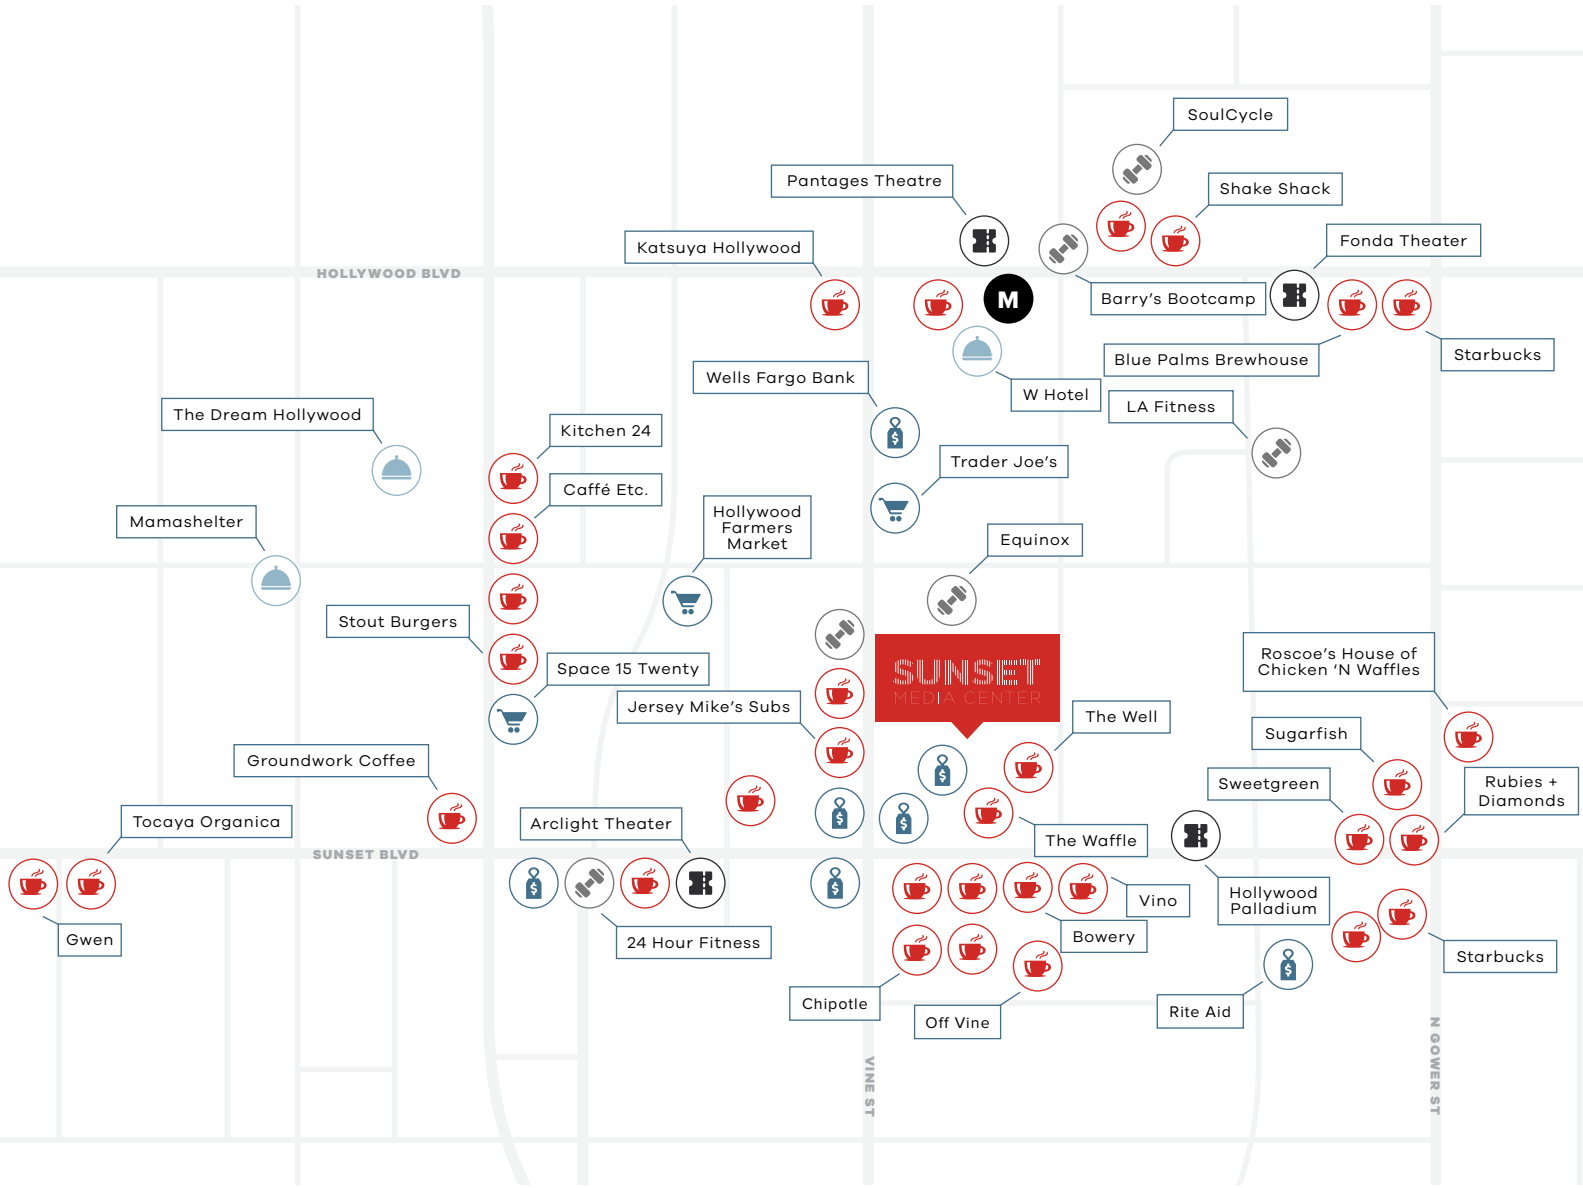 SoulCycle
Pantages Theatre
Shake Shack
Katsuya Hollywood
Fonda Theater
HOLLYWOOD BLVD
M
Barry's Bootcamp
Blue Palms Brewhouse
Starbucks
Wells Fargo Bank
W Hotel
LA Fitness
The Dream Hollywood
Kitchen 24
Trader Joe's
Caffé Etc.
Mamashelter
Hollywood
Farmers
Market
Equinox
Stout Burgers
Space 15 Twenty
Roscoe's House of
Chicken 'N Waffles
SUNSET
MEDIA CENTER
Jersey Mike's Subs
The Well
Sugarfish
Groundwork Coffee
Sweetgreen
Rubies +
Diamonds
Tocaya Organica
Arclight Theater
The Waffle
SUNSET BLVD
Hollywood
Palladium
Vino
Gwen
24 Hour Fitness
Bowery
Starbucks
Chipotle
Off Vine
Rite Aid
VINE ST
N GOWER ST